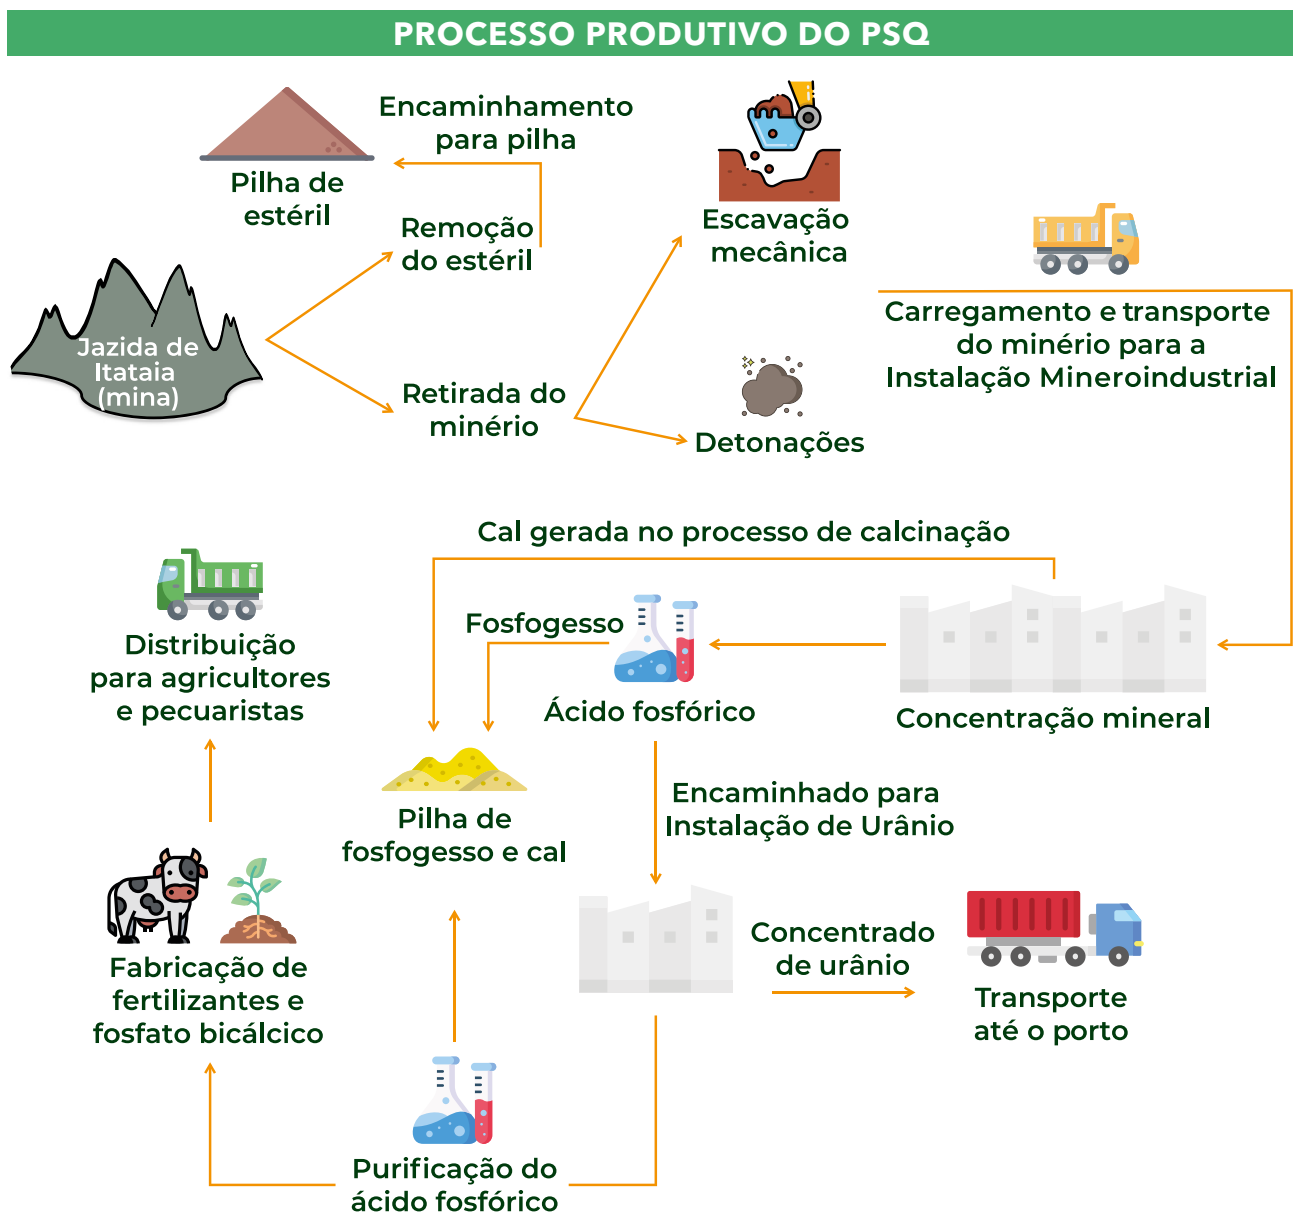 PROCESSO PRODUTIVO DO PSQ
Encaminhamento
para pilha
Pilha de
estéril
Remoção
do estéril
Escavação
mecânica
Jazida de
Itataia
(mina)
Retirada do
minério
Detonações
Carregamento e transporte
do minério para a
Instalação Mineroindustrial
Cal gerada no processo de calcinação
Fosfogesso
Distribuição
para agricultores
e pecuaristas
Ácido fosfórico
Concentração mineral
Pilha de
fosfogesso e cal
Encaminhado para
Instalação de Urânio
Concentrado
de urânio
Transporte
até o porto
Fabricação de
fertilizantes e
fosfato bicálcico
Purificação do
ácido fosfórico